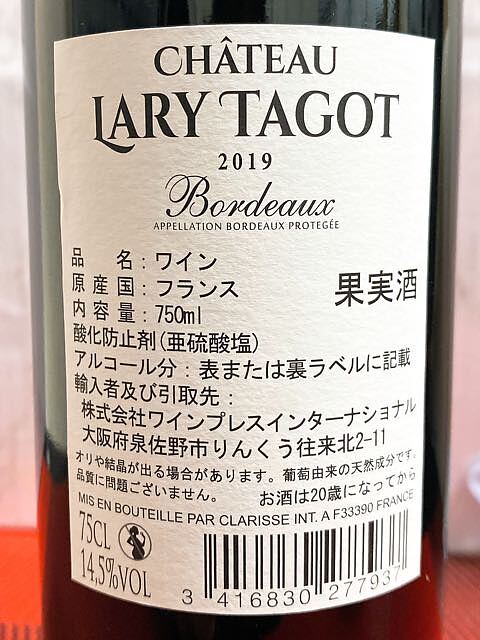 CHÂTEAU
LARY TAGOT
2019
Bordeaux
APPELLATION BORDEAUX PROTEGÉE
品　名：ワイン
原産国：フランス
果実酒
内容量：750ml
酸化防止剤(亜硫酸塩)
アルコール分：表または裏ラベルに記載
輸入者及び引取先：
株式会社ワインプレスインターナショナル
大阪府泉佐野市りんくう往来北2-11
オリや結晶が出る場合があります。葡萄由来の天然成分です。
品質に問題ございません。 お酒は20歳になってから
MIS EN BOUTEILLE PAR CLARISSE INT. A F33390 FRANCE
75CL
14,5%VOL
3 416830 277937